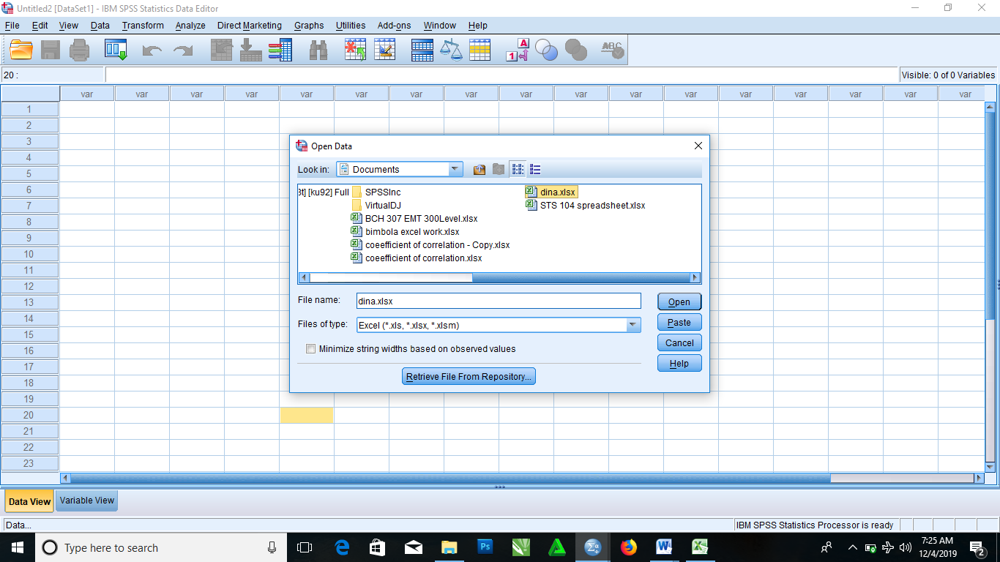 Untitled2 [DataSet1] - IBM SPSS Statistics Data Editor
File Edit View Data Transform Analyze Direct Marketing Graphs Utilities Add-ons Window Help
1 A ABC
20 : Visible: 0 of 0 Variables
var var var var var var var var var var var var var var var var var
1
2
3
4
5
6
7
8
9
10
11
12
13
14
15
16
17
18
19
20
21
22
23
Open Data
Look in: Documents
3t] [ku92] Full SPSSInc dina.xlsx
VirtualDJ STS 104 spreadsheet.xlsx
BCH 307 EMT 300Level.xlsx
bimbola excel work.xlsx
coeefficient of correlation - Copy.xlsx
coeefficient of correlation.xlsx
File name: dina.xlsx Open
Files of type: Excel (*.xls, *.xlsx, *.xlsm) Paste
Minimize string widths based on observed values Cancel
Help
Retrieve File From Repository...
Data View Variable View
Data... IBM SPSS Statistics Processor is ready
Type here to search Ps 7:25 AM
12/4/2019 2